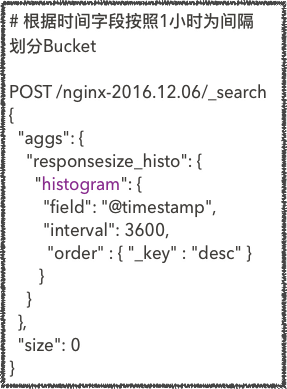 # 根据时间字段按照1小时为间隔
划分Bucket

POST /nginx-2016.12.06/_search
{
  "aggs": {
    "responsesize_histo": {
      "histogram": {
        "field": "@timestamp",
        "interval": 3600,
         "order" : { "_key" : "desc" }
       }
    }
  },
  "size": 0
}